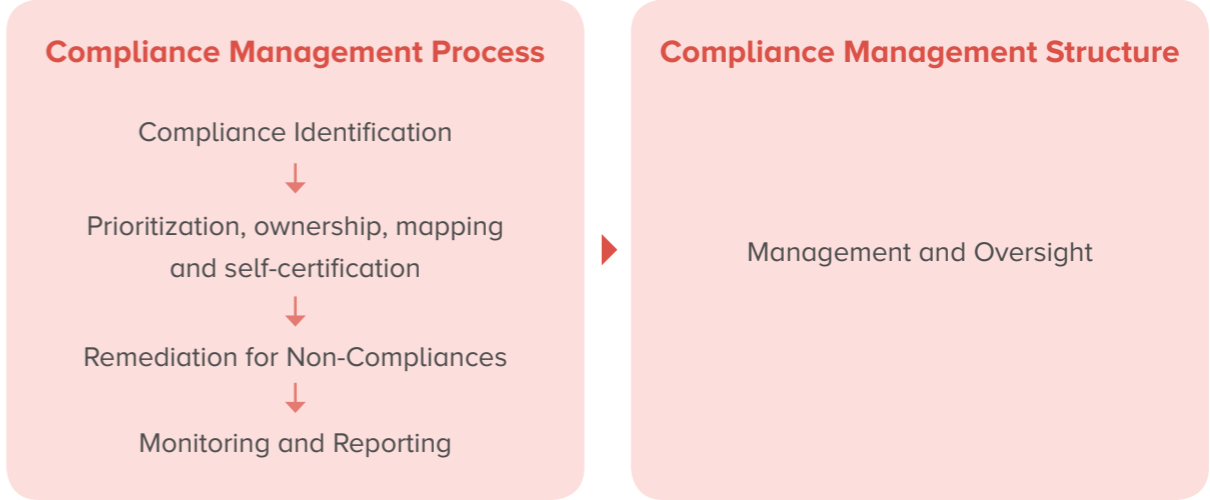 Compliance Management Process
Compliance Identification
Prioritization, ownership, mapping
and self-certification
Remediation for Non-Compliances
Monitoring and Reporting
Compliance Management Structure
Management and Oversight